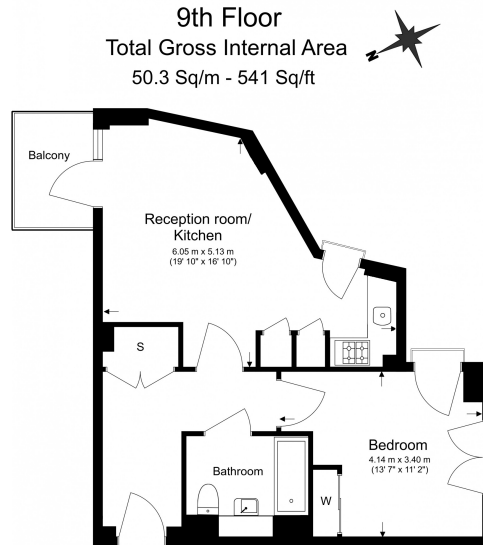 9th Floor
Total Gross Internal Area
50.3 Sq/m - 541 Sq/ft
N
Balcony
Reception room/
Kitchen
6.05 m x 5.13 m
(19' 10" x 16' 10")
S
Bedroom
4.14 m x 3.40 m
(13' 7" x 11' 2")
Bathroom
W